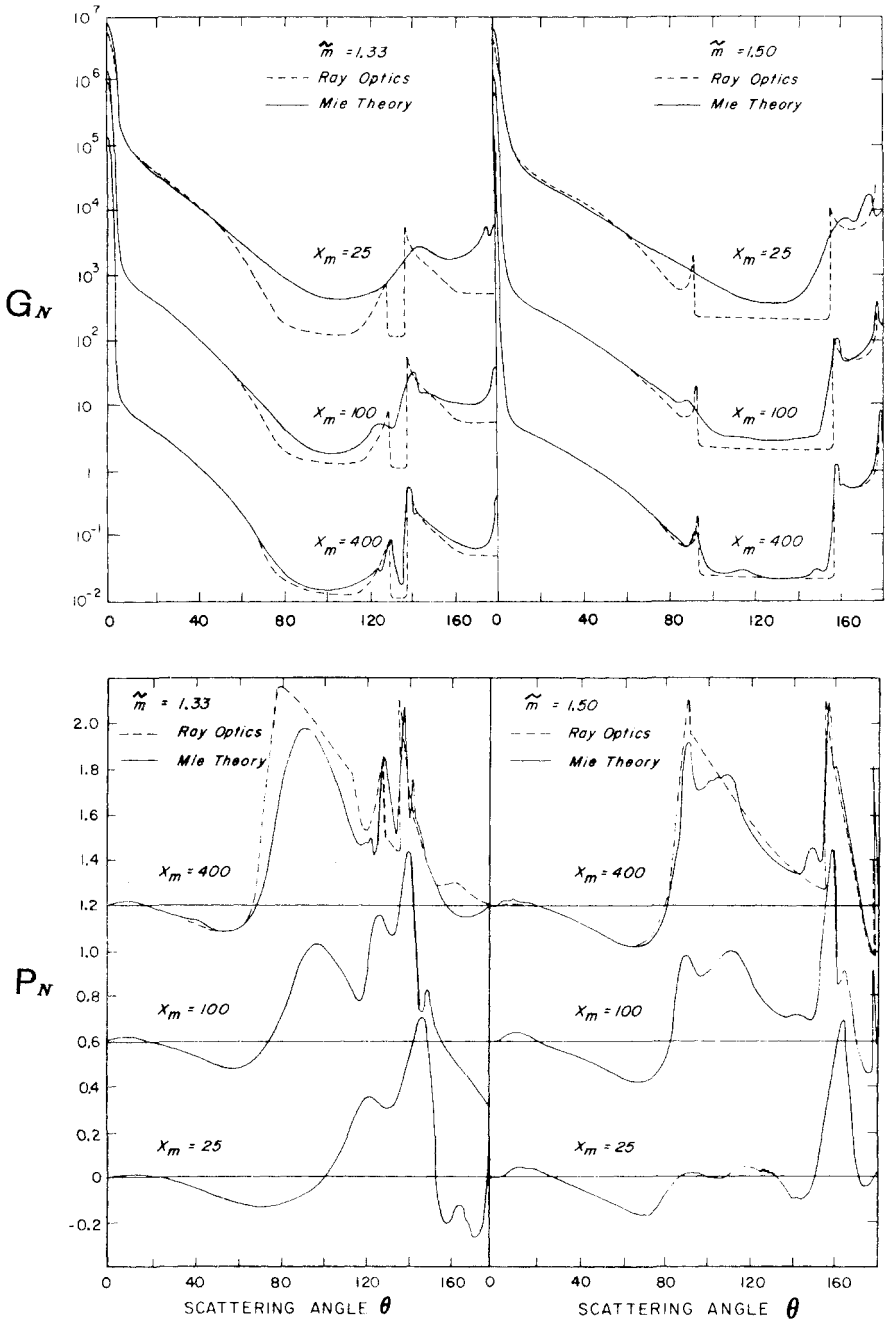 10^7
10^6
10^5
10^4
10^3
10^2
10
1
10^-1
10^-2
G_N
m̃ = 1.33
Ray Optics
Mie Theory
X_m = 25
X_m = 100
X_m = 400
0 40 80 120 160
m̃ = 1.50
Ray Optics
Mie Theory
X_m = 25
X_m = 100
X_m = 400
0 40 80 120 160
2.0
1.8
1.6
1.4
1.2
1.0
0.8
0.6
0.4
0.2
0
-0.2
P_N
m̃ = 1.33
Ray Optics
Mie Theory
X_m = 400
X_m = 100
X_m = 25
0 40 80 120 160
SCATTERING ANGLE θ
m̃ = 1.50
Ray Optics
Mie Theory
X_m = 400
X_m = 100
X_m = 25
0 40 80 120 160
SCATTERING ANGLE θ